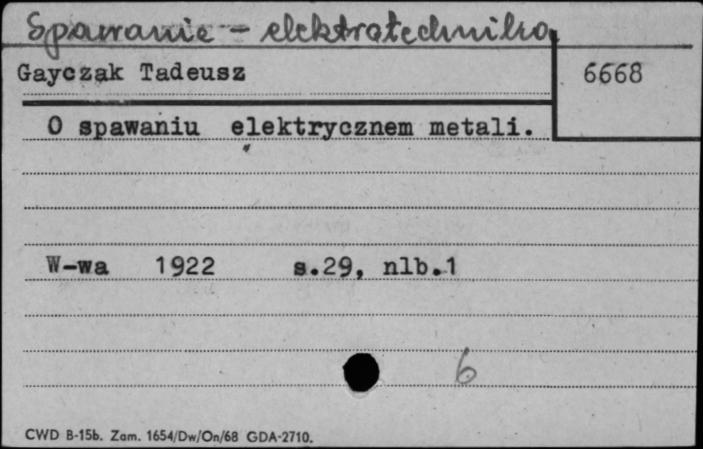 Spawanie - elektrotechnika
Gayczak Tadeusz 6668
O spawaniu elektrycznem metali.
W-wa 1922 s.29, nlb.1
6
CWD B-15b. Zam. 1654/Dw/On/68 GDA-2710.